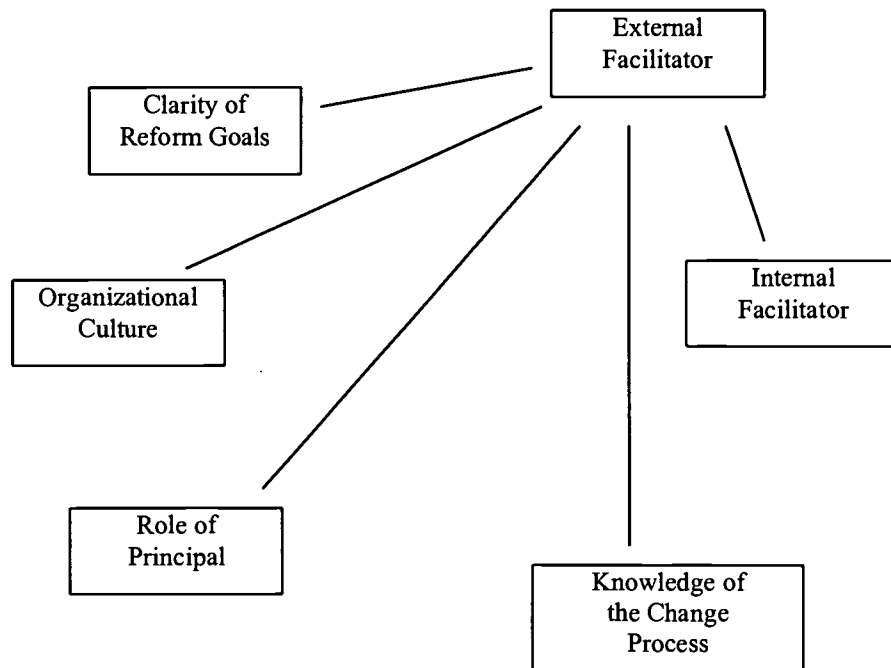 External
Facilitator
Clarity of
Reform Goals
Organizational
Culture
Internal
Facilitator
Role of
Principal
Knowledge of
the Change
Process